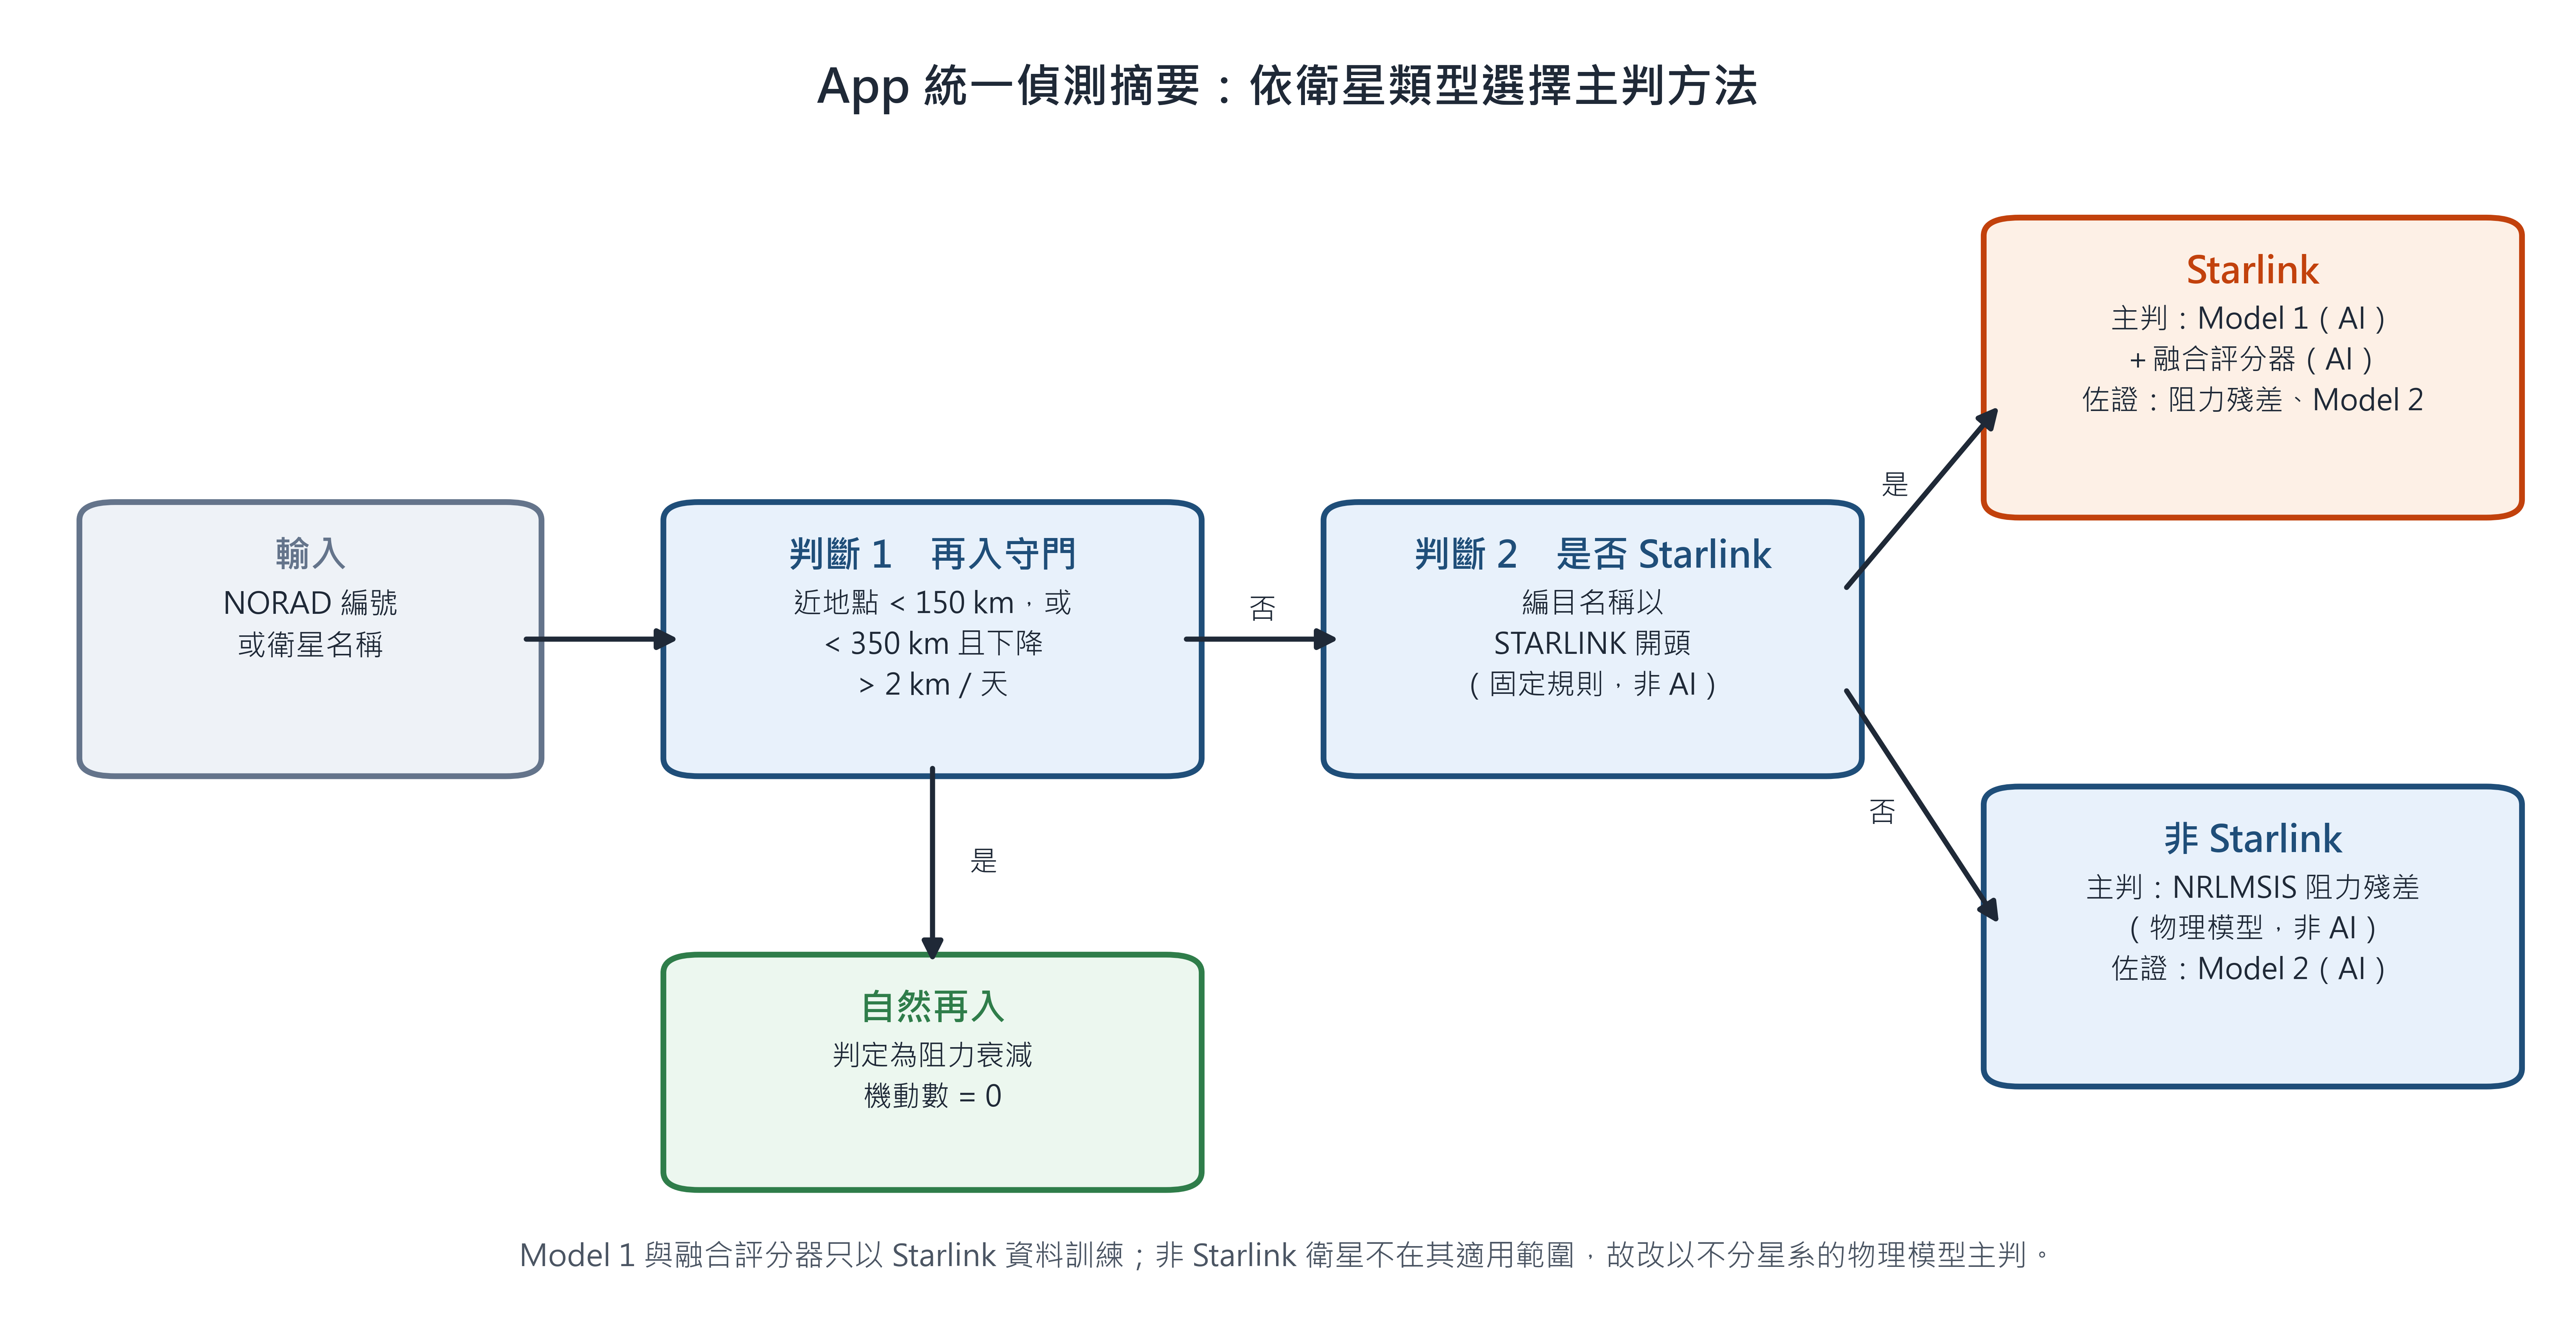 App 統一偵測摘要：依衛星類型選擇主判方法
輸入
NORAD 編號
或衛星名稱
判斷 1　再入守門
近地點 < 150 km，或
< 350 km 且下降
> 2 km / 天
否
判斷 2　是否 Starlink
編目名稱以
STARLINK 開頭
（固定規則，非 AI）
是
Starlink
主判：Model 1（AI）
+ 融合評分器（AI）
佐證：阻力殘差、Model 2
否
非 Starlink
主判：NRLMSIS 阻力殘差
（物理模型，非 AI）
佐證：Model 2（AI）
是
自然再入
判定為阻力衰減
機動數 = 0
Model 1 與融合評分器只以 Starlink 資料訓練；非 Starlink 衛星不在其適用範圍，故改以不分星系的物理模型主判。